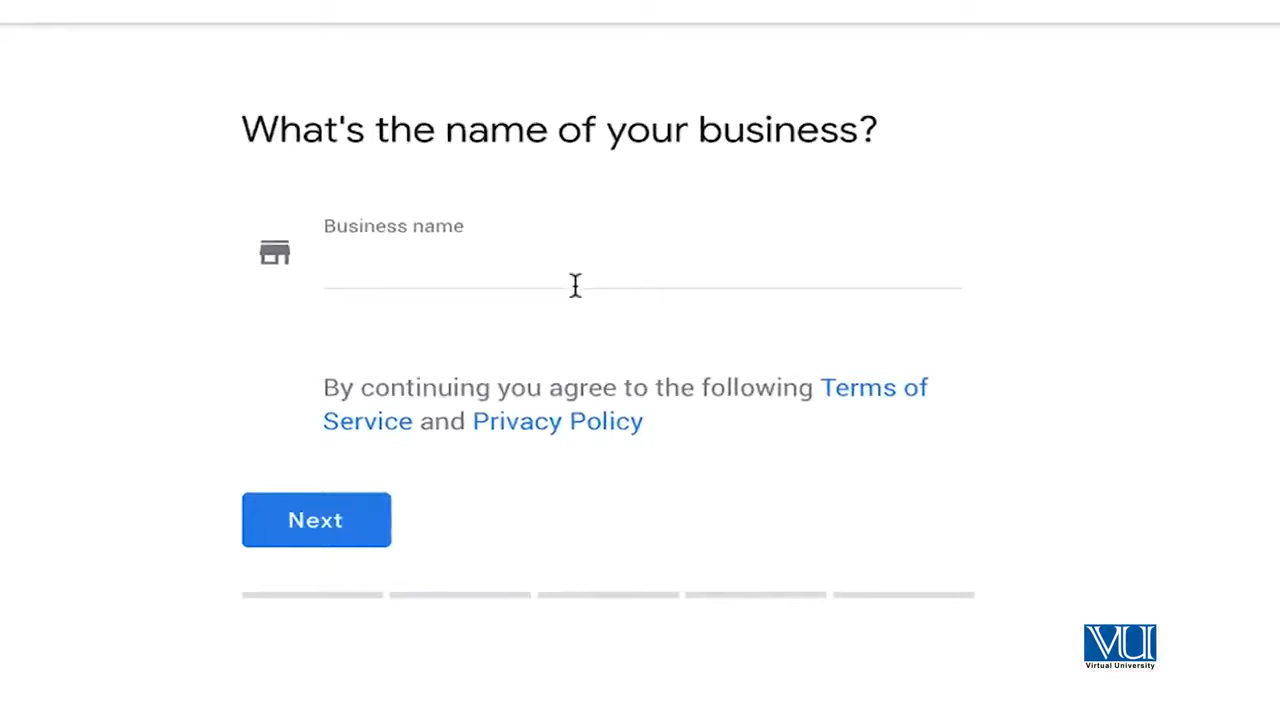 What's the name of your business?
Business name
By continuing you agree to the following Terms of
Service and Privacy Policy
Next
VU
Virtual University